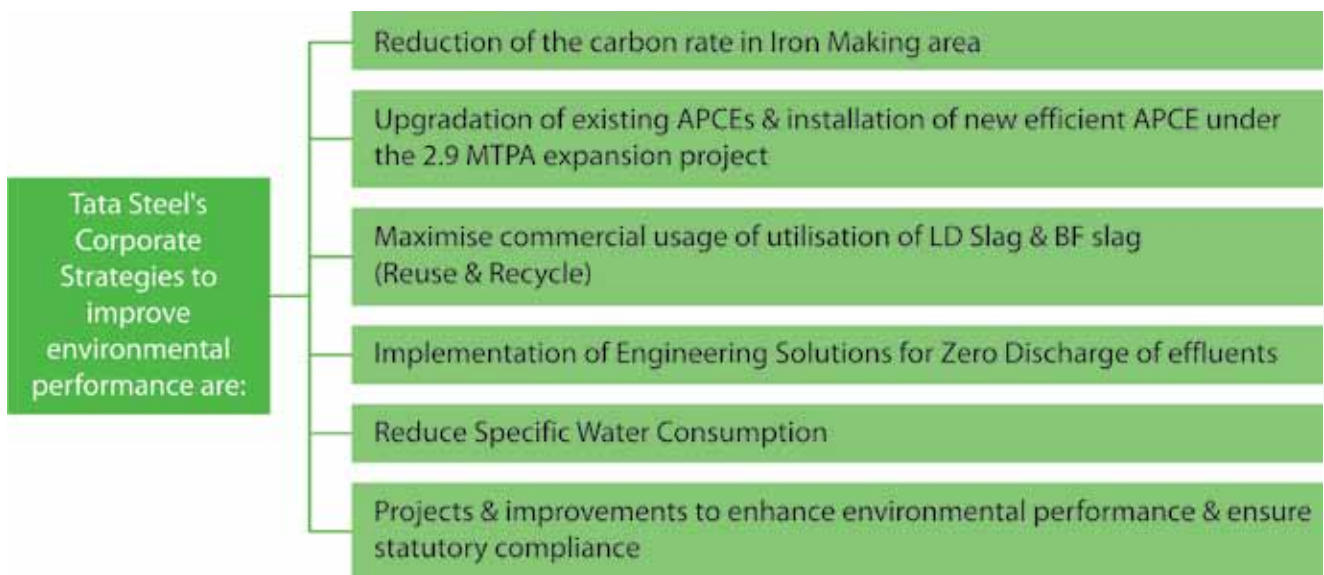 Tata Steel's
Corporate
Strategies to
improve
environmental
performance are:
Reduction of the carbon rate in Iron Making area
Upgradation of existing APCEs & installation of new efficient APCE under
the 2.9 MTPA expansion project
Maximise commercial usage of utilisation of LD Slag & BF slag
(Reuse & Recycle)
Implementation of Engineering Solutions for Zero Discharge of effluents
Reduce Specific Water Consumption
Projects & improvements to enhance environmental performance & ensure
statutory compliance